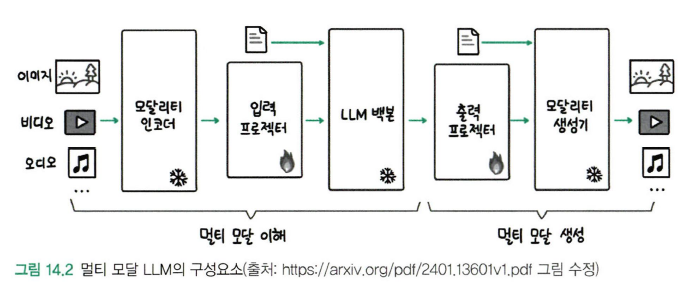 이미지
비디오
오디오
...
모달리티
인코더
입력
프로젝터
LLM 백본
출력
프로젝터
모달리티
생성기
...
멀티 모달 이해
멀티 모달 생성
그림 14.2 멀티 모달 LLM의 구성요소(출처: https://arxiv.org/pdf/2401.13601v1.pdf 그림 수정)